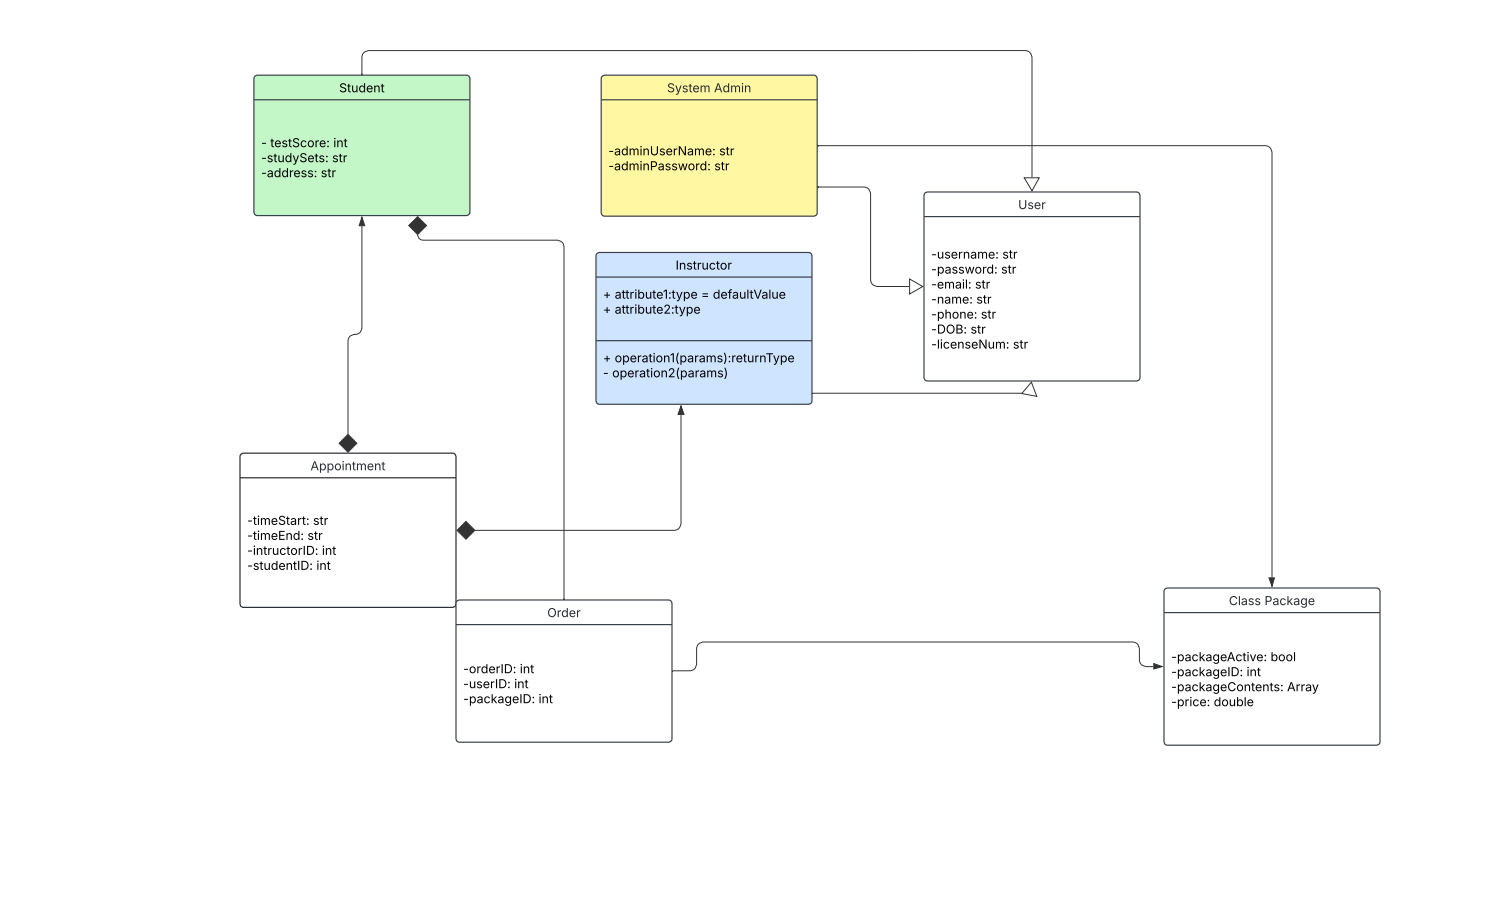 Student
- testScore: int
-studySets: str
-address: str
System Admin
-adminUserName: str
-adminPassword: str
User
-username: str
-password: str
-email: str
-name: str
-phone: str
-DOB: str
-licenseNum: str
Instructor
+ attribute1:type = defaultValue
+ attribute2:type
+ operation1(params):returnType
- operation2(params)
Appointment
-timeStart: str
-timeEnd: str
-intructorID: int
-studentID: int
Order
-orderID: int
-userID: int
-packageID: int
Class Package
-packageActive: bool
-packageID: int
-packageContents: Array
-price: double